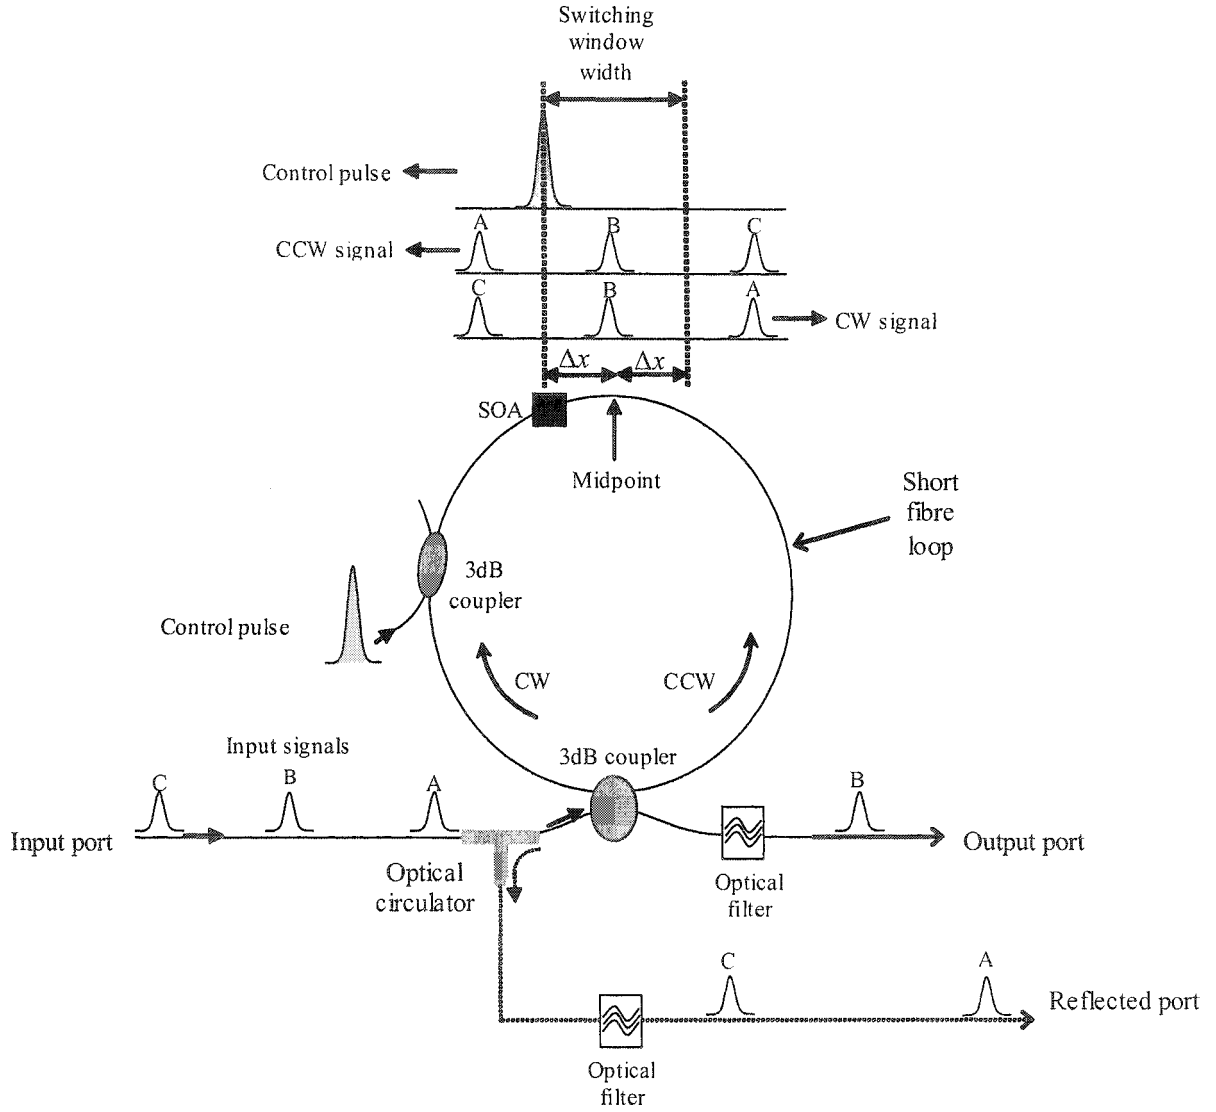 Switching
window
width
Control pulse
A
B
C
CCW signal
C
B
A
CW signal
Δx
Δx
SOA
Midpoint
Short
fibre
loop
3dB
coupler
Control pulse
CW
CCW
Input signals
3dB coupler
C
B
A
B
Input port
Output port
Optical
circulator
Optical
filter
C
A
Reflected port
Optical
filter